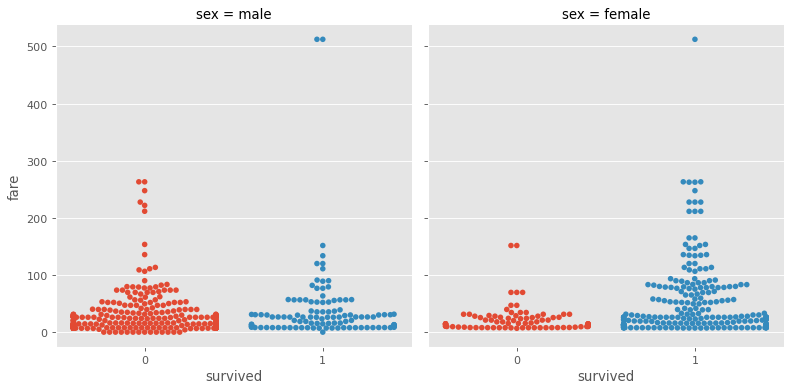 sex = male
sex = female
fare
500
400
300
200
100
0
0
1
0
1
survived
survived